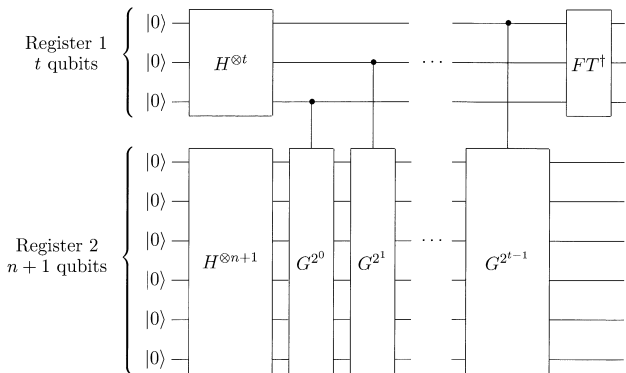 |0⟩
Register 1
t qubits
|0⟩
H^{⊗t}
· · ·
FT^†
|0⟩
|0⟩
|0⟩
Register 2
n + 1 qubits
|0⟩
H^{⊗n+1}
G^{2^0}
G^{2^1}
· · ·
G^{2^{t−1}}
|0⟩
|0⟩
|0⟩